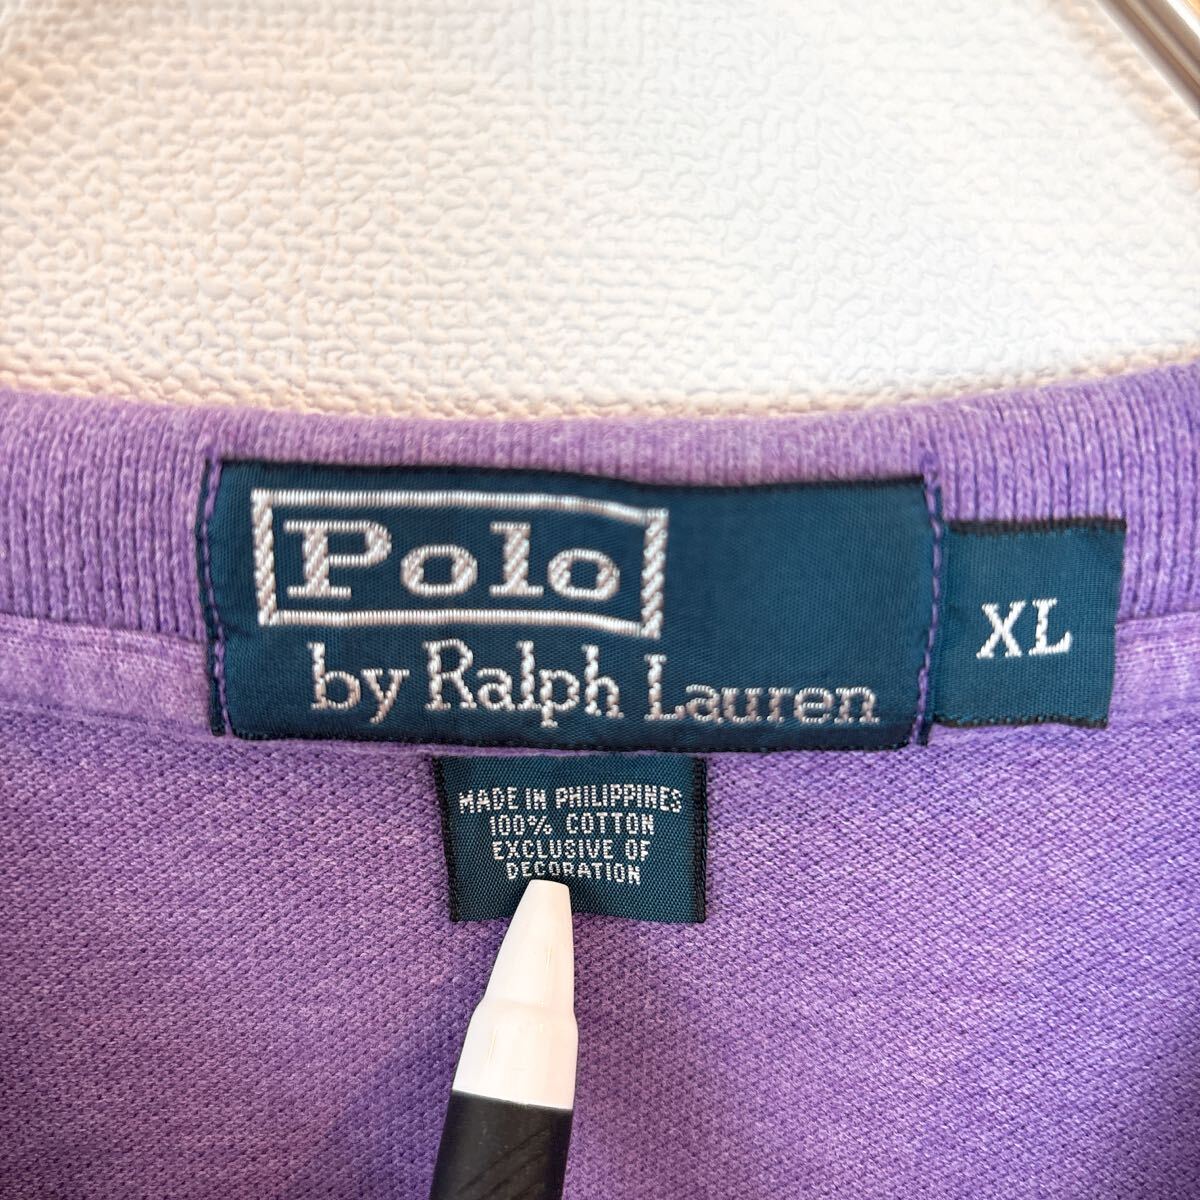 Polo
by Ralph Lauren
XL
MADE IN PHILIPPINES
100% COTTON
EXCLUSIVE OF
DECORATION